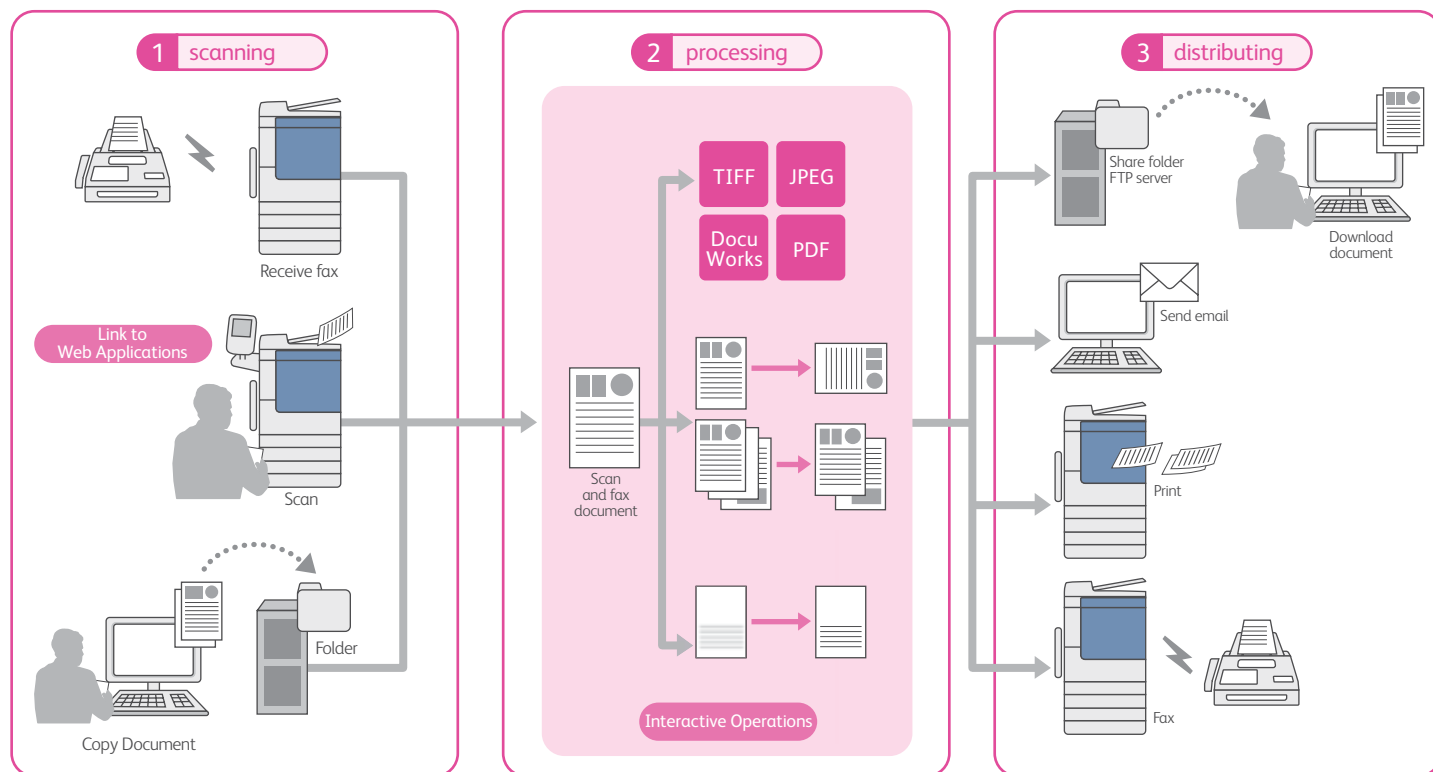 1 scanning
Receive fax
Link to
Web Applications
Scan
Folder
Copy Document
2 processing
TIFF
JPEG
Docu
Works
PDF
Scan
and fax
document
Interactive Operations
3 distributing
Share folder
FTP server
Download
document
Send email
Print
Fax